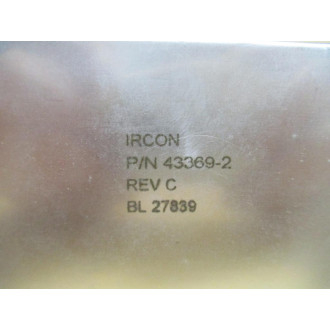 IRCON
P/N 43369-2
REV C
BL 27839